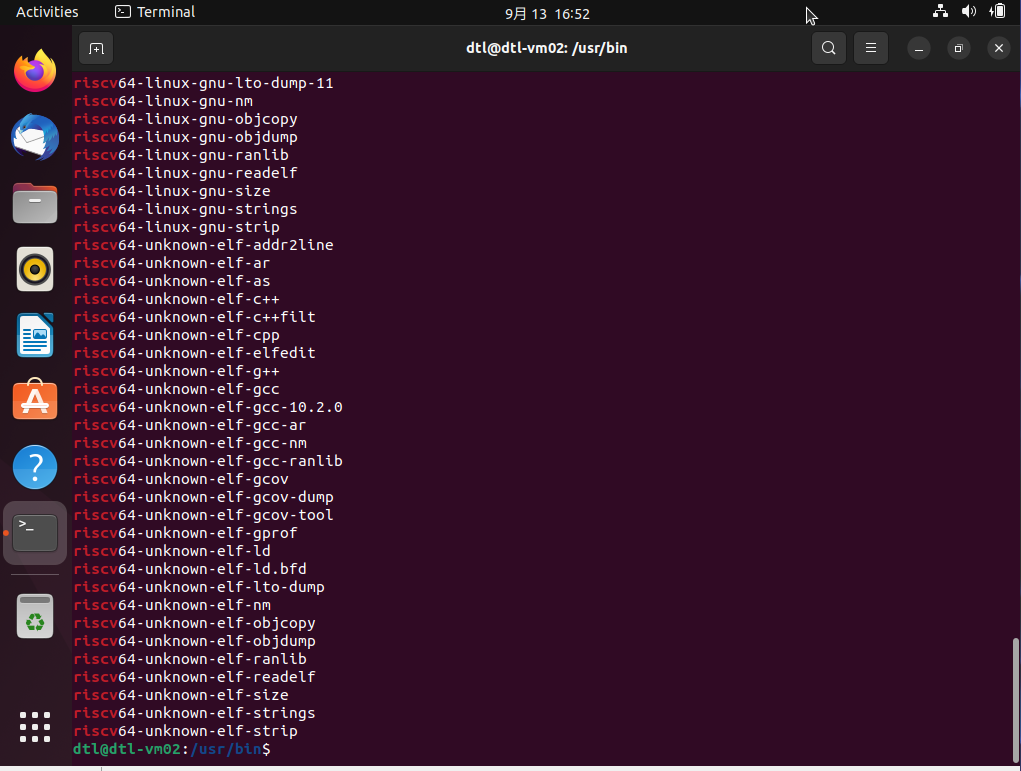 Activities Terminal 9月 13 16:52
dtl@dtl-vm02: /usr/bin
riscv64-linux-gnu-lto-dump-11
riscv64-linux-gnu-nm
riscv64-linux-gnu-objcopy
riscv64-linux-gnu-objdump
riscv64-linux-gnu-ranlib
riscv64-linux-gnu-readelf
riscv64-linux-gnu-size
riscv64-linux-gnu-strings
riscv64-linux-gnu-strip
riscv64-unknown-elf-addr2line
riscv64-unknown-elf-ar
riscv64-unknown-elf-as
riscv64-unknown-elf-c++
riscv64-unknown-elf-c++filt
riscv64-unknown-elf-cpp
riscv64-unknown-elf-elfedit
riscv64-unknown-elf-g++
riscv64-unknown-elf-gcc
riscv64-unknown-elf-gcc-10.2.0
riscv64-unknown-elf-gcc-ar
riscv64-unknown-elf-gcc-nm
riscv64-unknown-elf-gcc-ranlib
riscv64-unknown-elf-gcov
riscv64-unknown-elf-gcov-dump
riscv64-unknown-elf-gcov-tool
riscv64-unknown-elf-gprof
riscv64-unknown-elf-ld
riscv64-unknown-elf-ld.bfd
riscv64-unknown-elf-lto-dump
riscv64-unknown-elf-nm
riscv64-unknown-elf-objcopy
riscv64-unknown-elf-objdump
riscv64-unknown-elf-ranlib
riscv64-unknown-elf-readelf
riscv64-unknown-elf-size
riscv64-unknown-elf-strings
riscv64-unknown-elf-strip
dtl@dtl-vm02:/usr/bin$